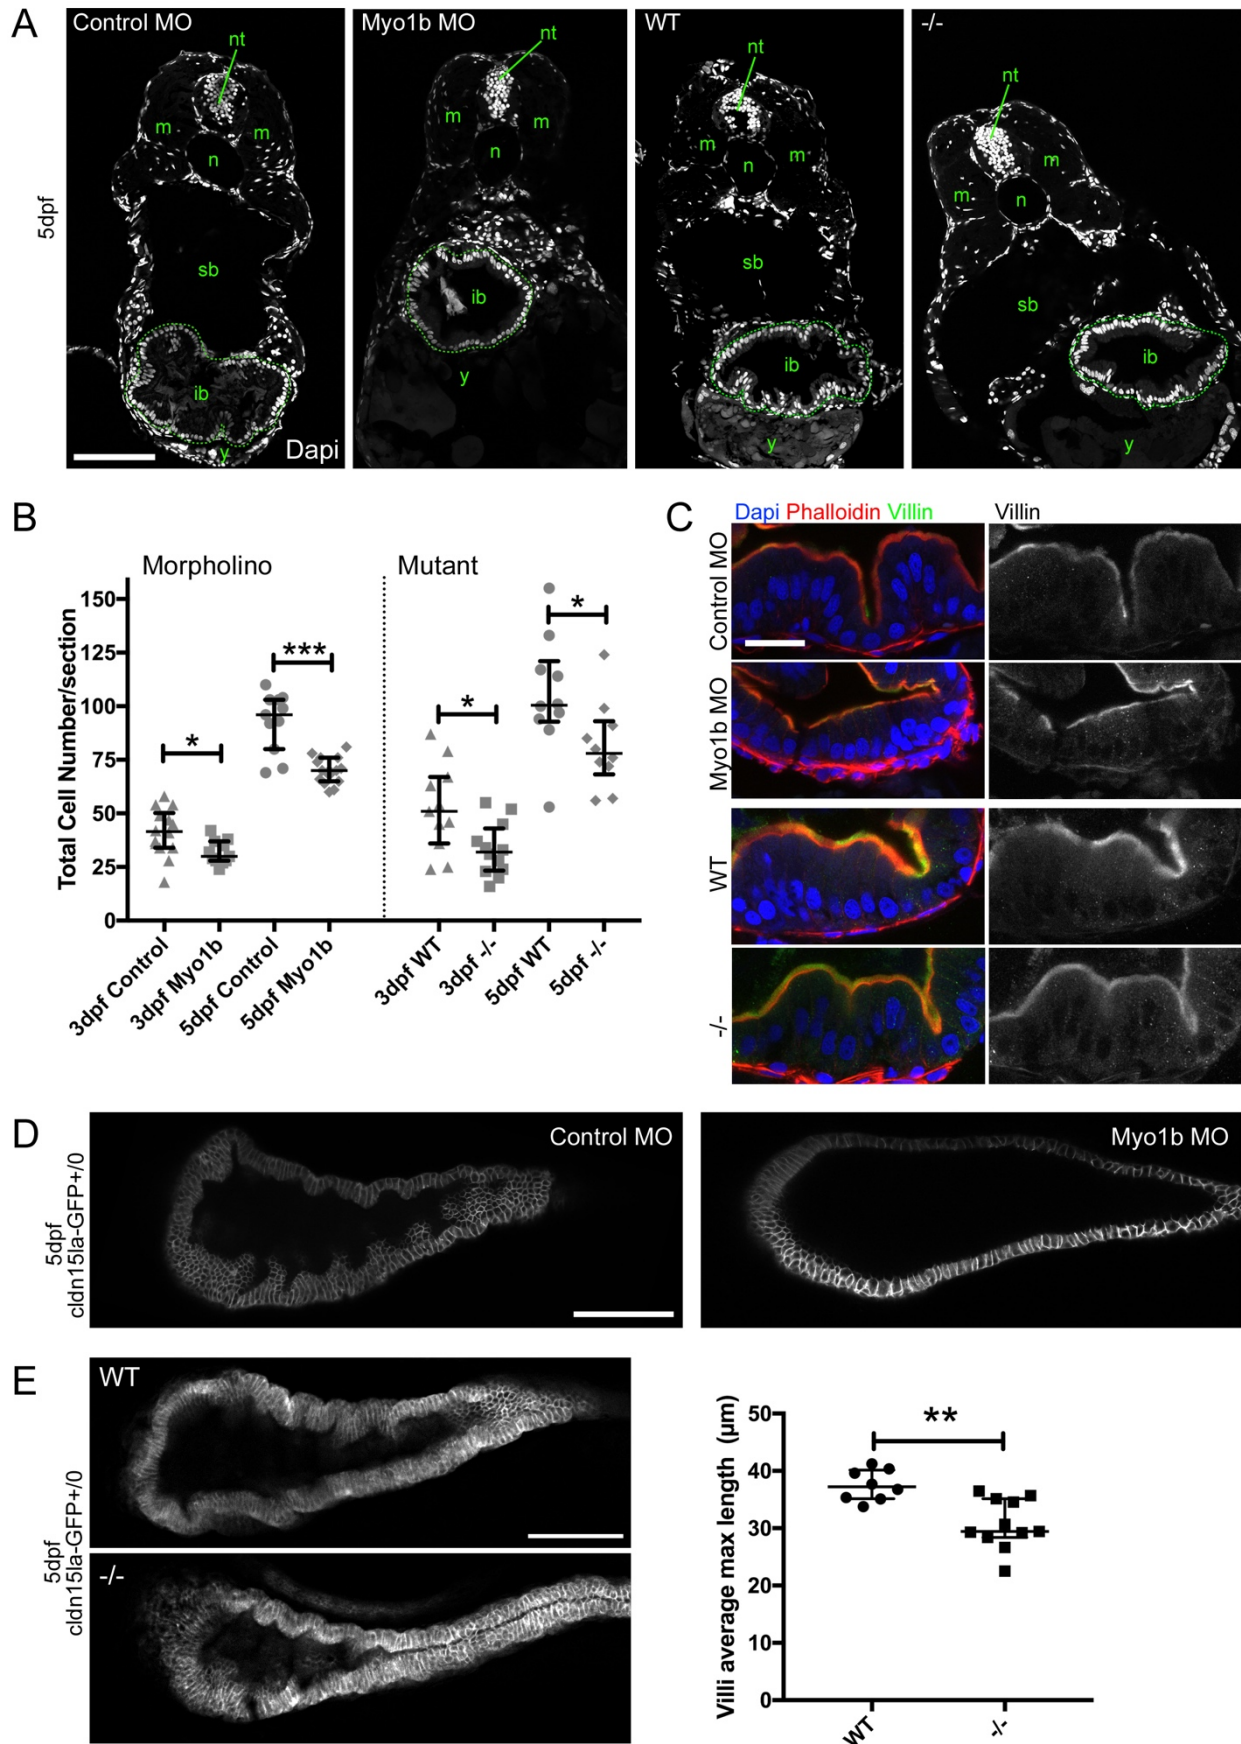 A
Control MO
Myo1b MO
WT
-/-
5dpf
nt
m
m
n
sb
ib
y
Dapi
nt
m
m
n
ib
y
nt
m
m
n
sb
ib
y
nt
m
m
n
sb
ib
y
B
Morpholino
Mutant
Total Cell Number/section
150
125
100
75
50
25
0
*
***
*
*
3dpf Control
3dpf Myo1b
5dpf Control
5dpf Myo1b
3dpf WT
3dpf -/-
5dpf WT
5dpf -/-
C
Dapi Phalloidin Villin
Villin
Control MO
Myo1b MO
WT
-/-
D
5dpf
cldn15la-GFP+/0
Control MO
Myo1b MO
E
5dpf
cldn15la-GFP+/0
WT
-/-
Villi average max length (µm)
50
40
30
20
10
0
**
WT
-/-